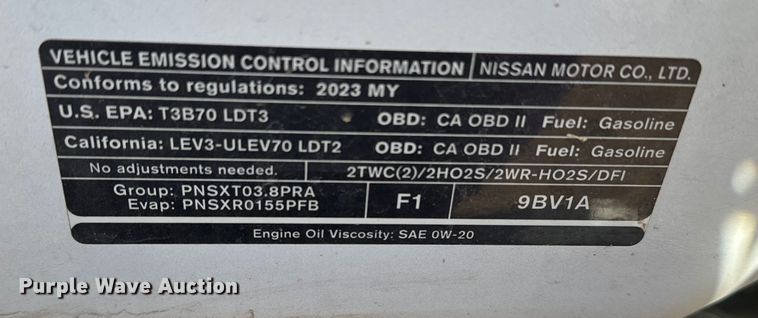 VEHICLE EMISSION CONTROL INFORMATION NISSAN MOTOR CO., LTD.
Conforms to regulations: 2023 MY
U.S. EPA: T3B70 LDT3 OBD: CA OBD II Fuel: Gasoline
California: LEV3-ULEV70 LDT2 OBD: CA OBD II Fuel: Gasoline
No adjustments needed. 2TWC(2)/2HO2S/2WR-HO2S/DFI
Group: PNSXT03.8PRA
Evap: PNSXR0155PFB
F1
9BV1A
Engine Oil Viscosity: SAE 0W-20
Purple Wave Auction